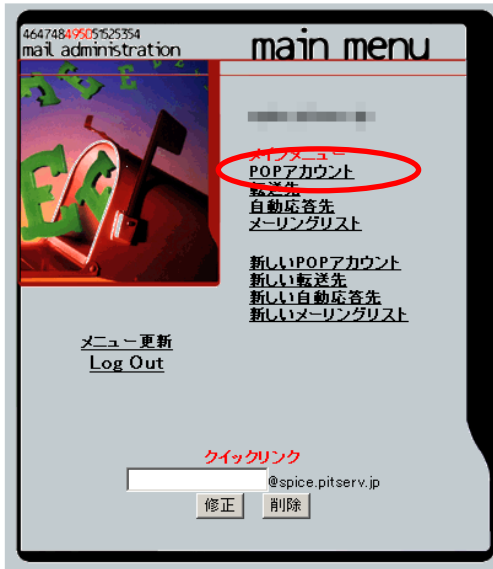 464748495051525354
mail administration
main menu
メインメニュー
POPアカウント
転送先
自動応答先
メーリングリスト
新しいPOPアカウント
新しい転送先
新しい自動応答先
新しいメーリングリスト
メニュー更新
Log Out
クイックリンク
@spice.pitserv.jp
修正 削除